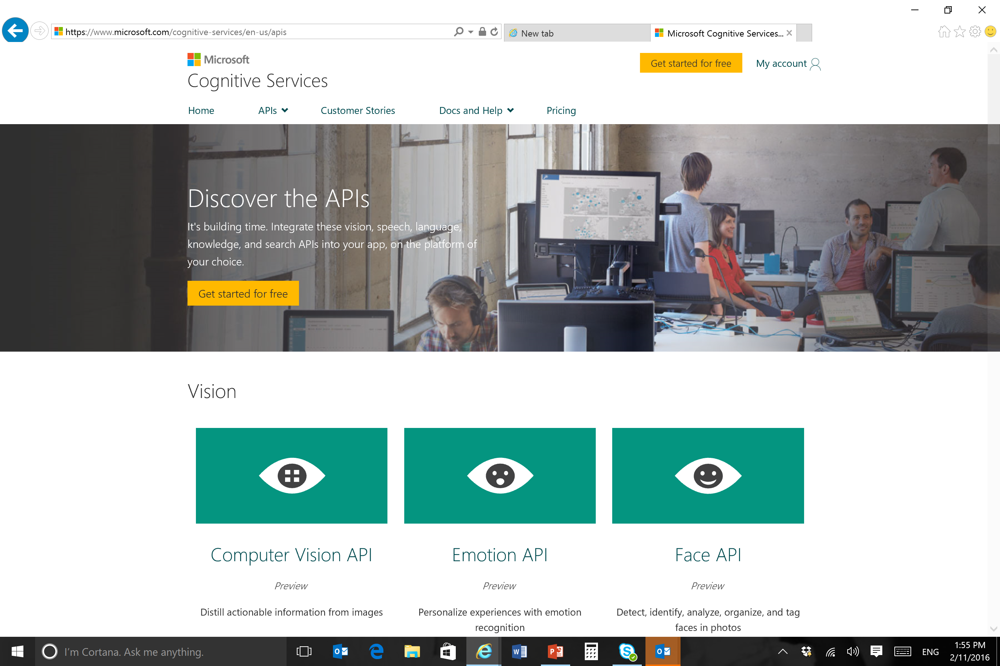 https://www.microsoft.com/cognitive-services/en-us/apis
New tab
Microsoft Cognitive Services...
Microsoft
Cognitive Services
Get started for free
My account
Home
APIs
Customer Stories
Docs and Help
Pricing
Discover the APIs
It's building time. Integrate these vision, speech, language,
knowledge, and search APIs into your app, on the platform of
your choice.
Get started for free
Vision
Computer Vision API
Emotion API
Face API
Preview
Preview
Preview
Distill actionable information from images
Personalize experiences with emotion
recognition
Detect, identify, analyze, organize, and tag
faces in photos
I'm Cortana. Ask me anything.
ENG
1:55 PM
2/11/2016